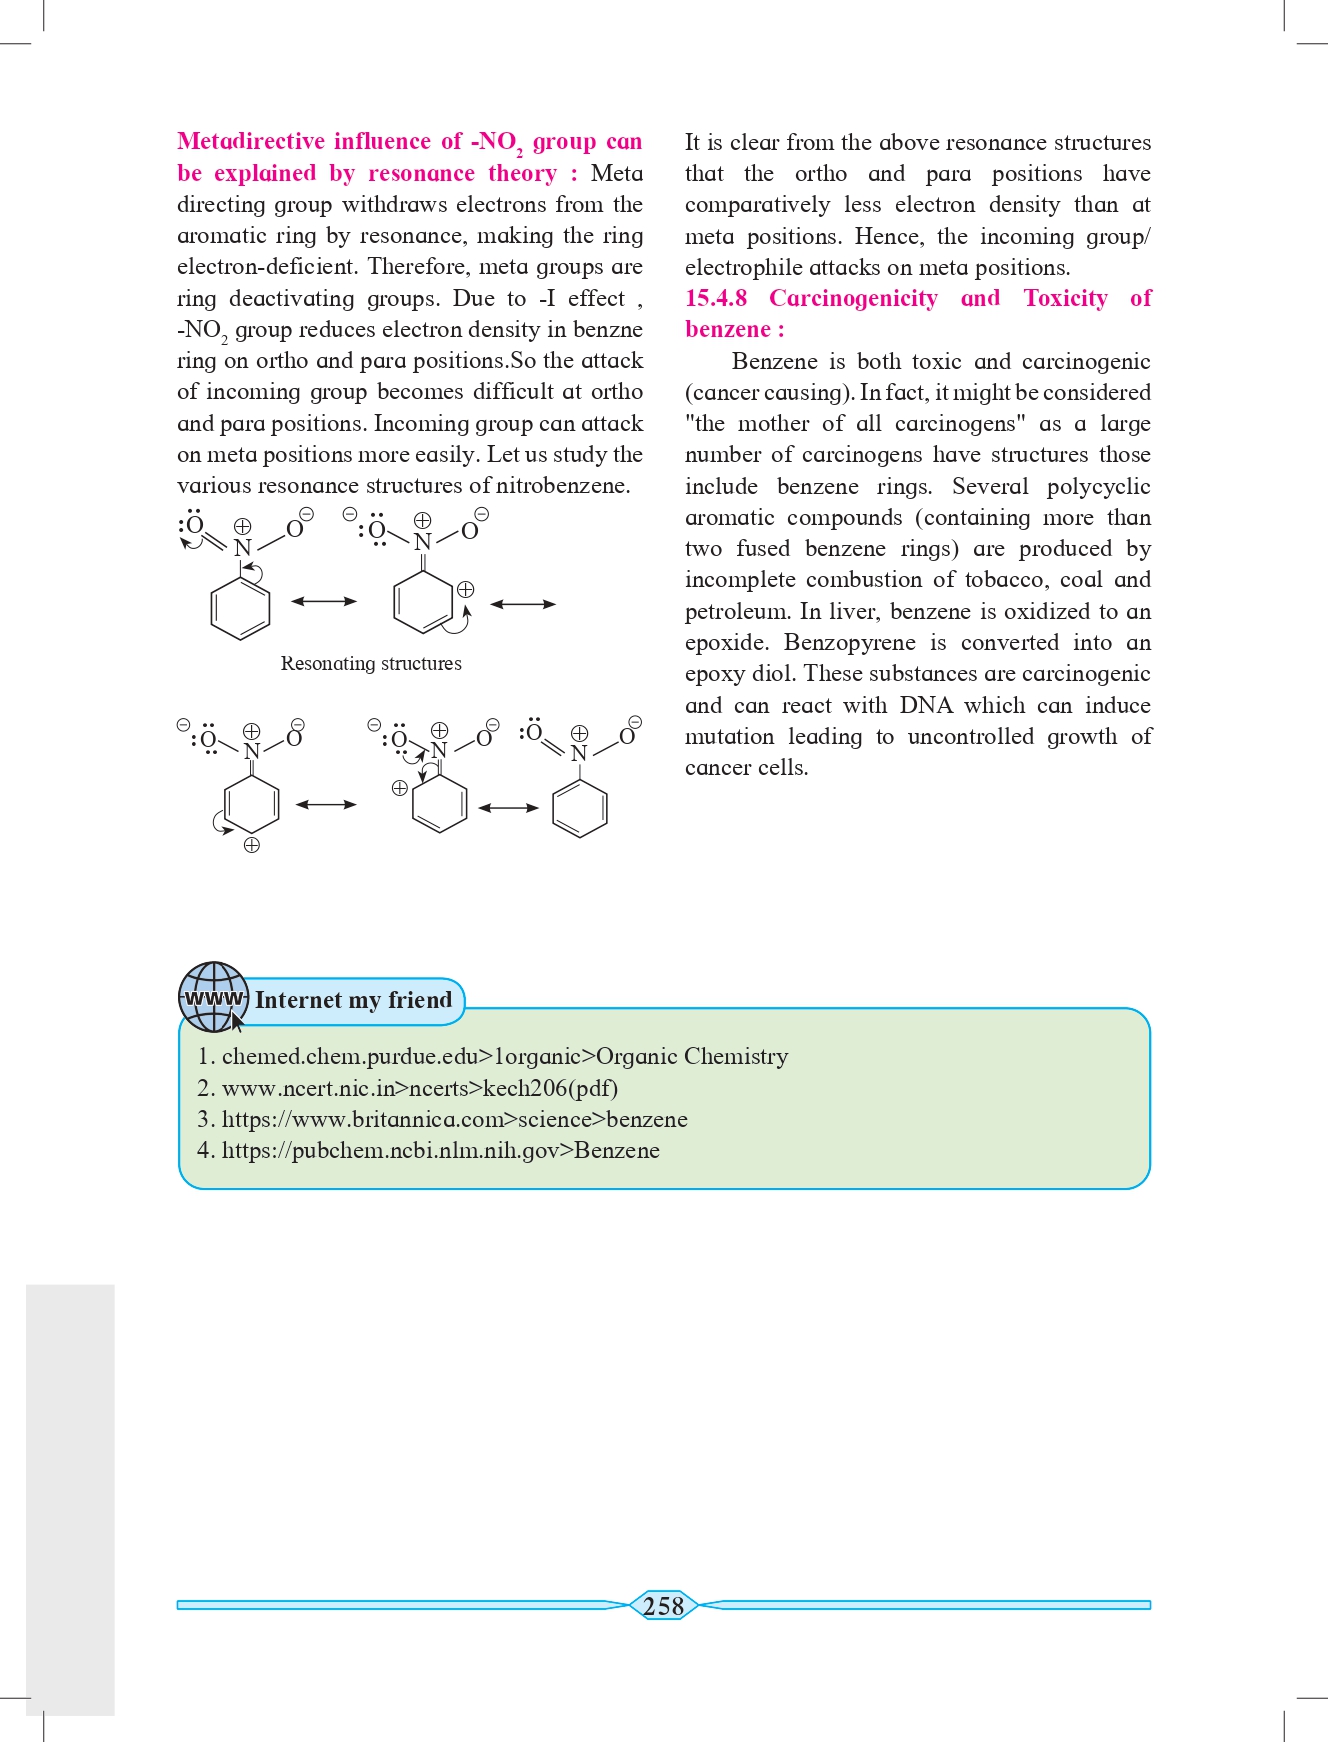 Metadirective influence of -NO2 group can
be explained by resonance theory : Meta
directing group withdraws electrons from the
aromatic ring by resonance, making the ring
electron-deficient. Therefore, meta groups are
ring deactivating groups. Due to -I effect ,
-NO2 group reduces electron density in benzne
ring on ortho and para positions.So the attack
of incoming group becomes difficult at ortho
and para positions. Incoming group can attack
on meta positions more easily. Let us study the
various resonance structures of nitrobenzene.
:Ö ⊕ N O ⊖ ⊖ :O ⊕ N O ⊖
⊕
Resonating structures
⊖ :O ⊕ N O ⊖ ⊖ :O ⊕ N O ⊖ :Ö ⊕ N O ⊖
⊕
⊕
It is clear from the above resonance structures
that the ortho and para positions have
comparatively less electron density than at
meta positions. Hence, the incoming group/
electrophile attacks on meta positions.
15.4.8 Carcinogenicity and Toxicity of
benzene :
Benzene is both toxic and carcinogenic
(cancer causing). In fact, it might be considered
"the mother of all carcinogens" as a large
number of carcinogens have structures those
include benzene rings. Several polycyclic
aromatic compounds (containing more than
two fused benzene rings) are produced by
incomplete combustion of tobacco, coal and
petroleum. In liver, benzene is oxidized to an
epoxide. Benzopyrene is converted into an
epoxy diol. These substances are carcinogenic
and can react with DNA which can induce
mutation leading to uncontrolled growth of
cancer cells.
www Internet my friend
1. chemed.chem.purdue.edu>1organic>Organic Chemistry
2. www.ncert.nic.in>ncerts>kech206(pdf)
3. https://www.britannica.com>science>benzene
4. https://pubchem.ncbi.nlm.nih.gov>Benzene
258